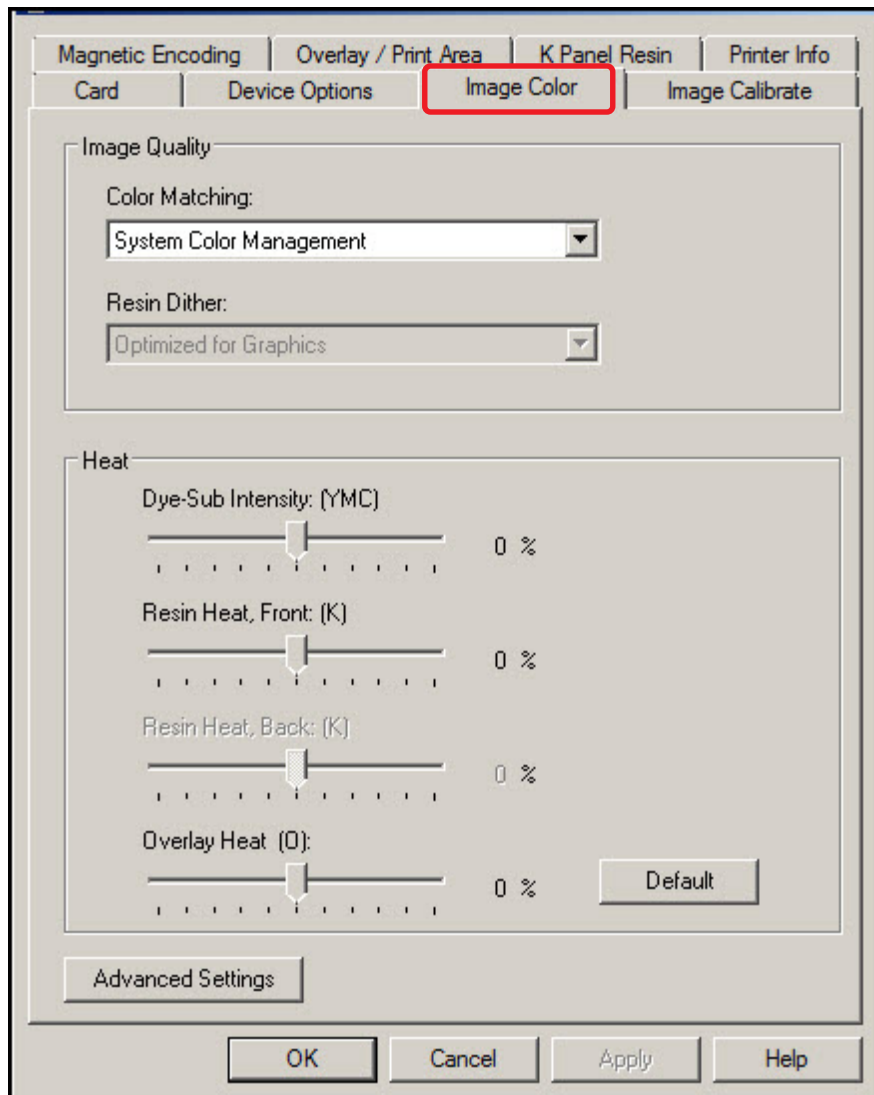 Magnetic Encoding Overlay / Print Area K Panel Resin Printer Info
Card Device Options Image Color Image Calibrate
Image Quality
Color Matching:
System Color Management
Resin Dither:
Optimized for Graphics
Heat
Dye-Sub Intensity: (YMC)
0 %
Resin Heat, Front: (K)
0 %
Resin Heat, Back: (K)
0 %
Overlay Heat (O):
0 %
Default
Advanced Settings
OK Cancel Apply Help